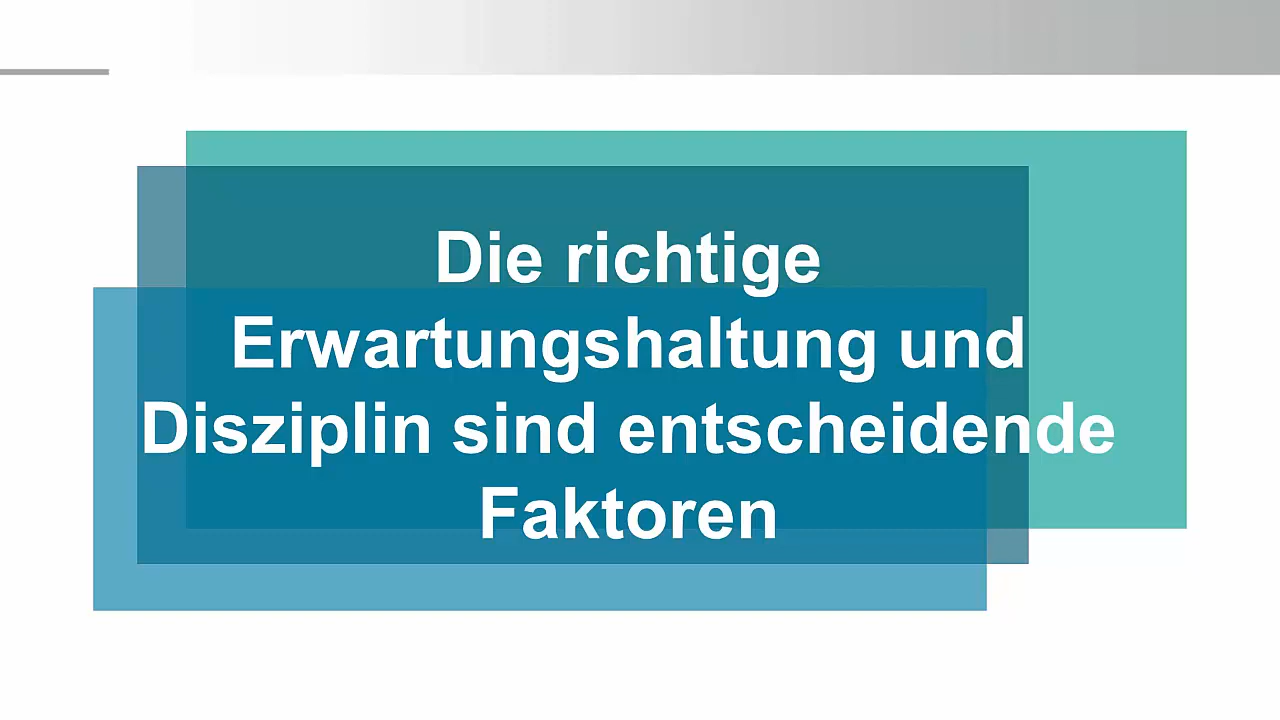 Die richtige
Erwartungshaltung und
Disziplin sind entscheidende
Faktoren